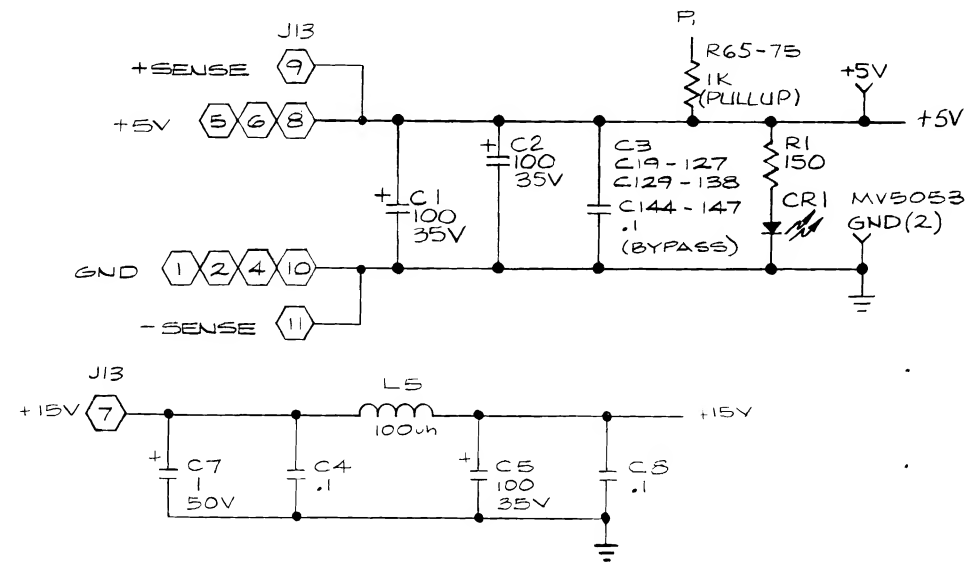 P1
J13
+SENSE 9
R65-75
1K
(PULLUP)
+5V
+5V 5 6 8
+5V
+ C1
100
35V
+ C2
100
35V
C3
C19-127
C129-138
C144-147
.1
(BYPASS)
R1
150
CR1 MV5053
GND(2)
GND 1 2 4 10
-SENSE 11
J13
+15V 7
L5
100uh
+15V
+ C7
1
50V
C4
.1
+ C5
100
35V
C8
.1